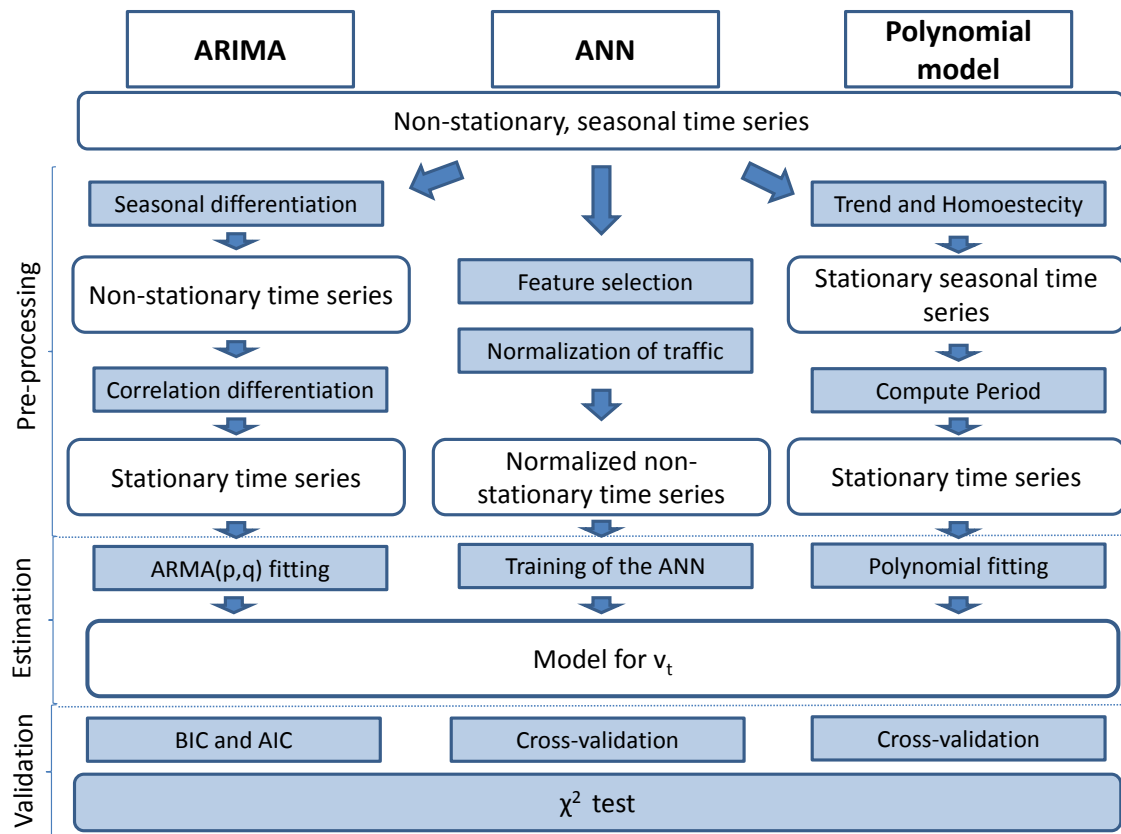 ARIMA
ANN
Polynomial
model
Non-stationary, seasonal time series
Pre-processing
Seasonal differentiation
Trend and Homoestecity
Non-stationary time series
Feature selection
Stationary seasonal time
series
Normalization of traffic
Correlation differentiation
Compute Period
Stationary time series
Normalized non-
stationary time series
Stationary time series
Estimation
ARMA(p,q) fitting
Training of the ANN
Polynomial fitting
Model for vt
Validation
BIC and AIC
Cross-validation
Cross-validation
χ² test